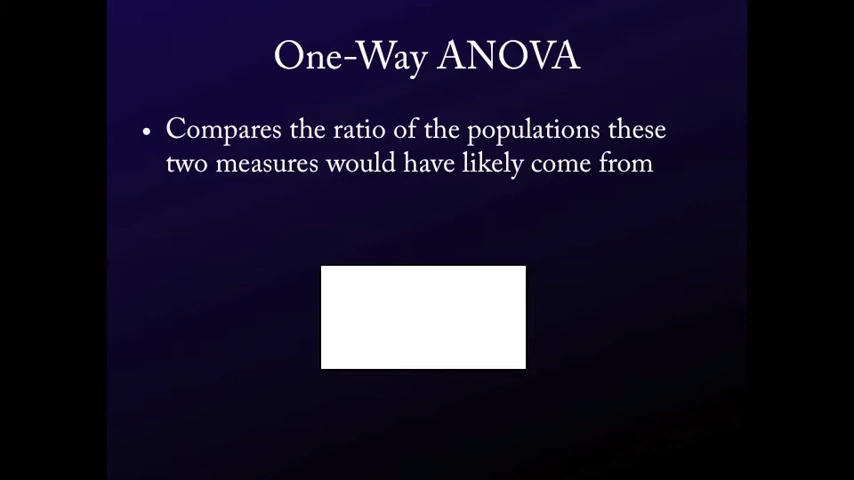 One-Way ANOVA
• Compares the ratio of the populations these
two measures would have likely come from